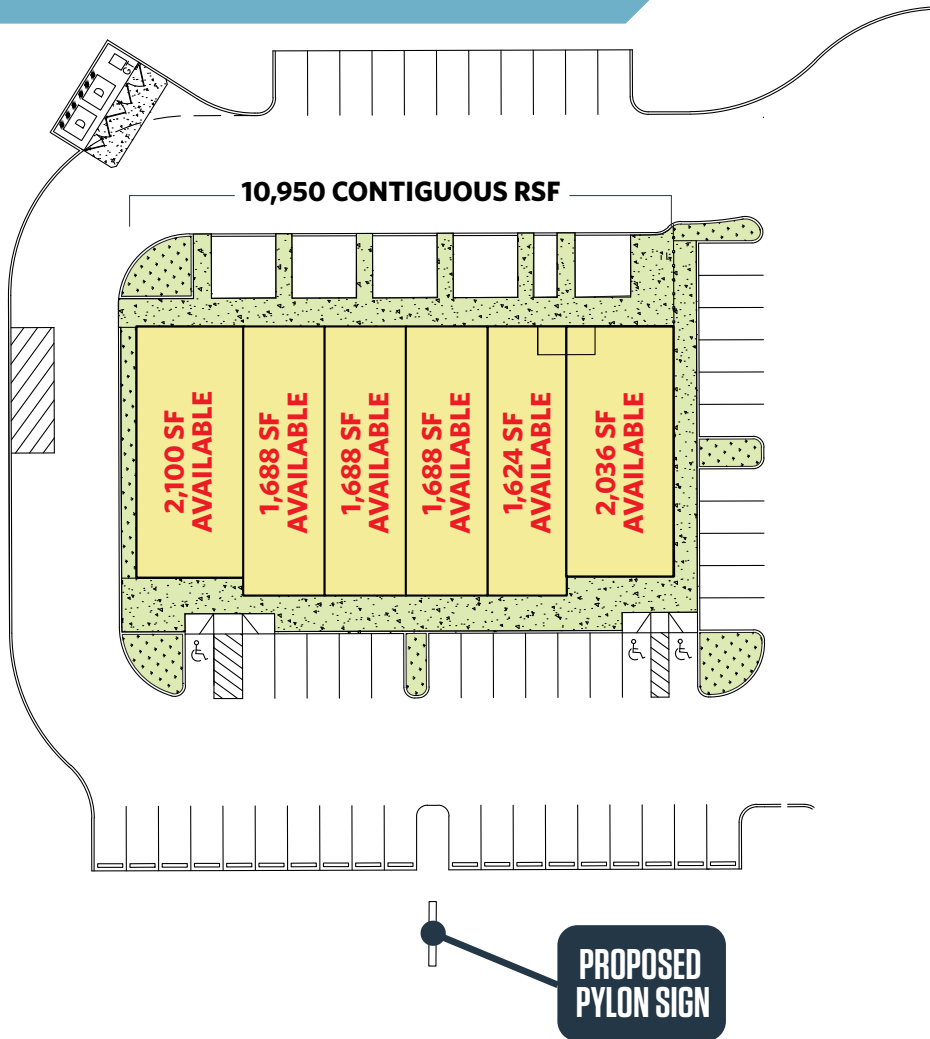 D
D
10,950 CONTIGUOUS RSF
2,100 SF
AVAILABLE
1,688 SF
AVAILABLE
1,688 SF
AVAILABLE
1,688 SF
AVAILABLE
1,624 SF
AVAILABLE
2,036 SF
AVAILABLE
PROPOSED
PYLON SIGN